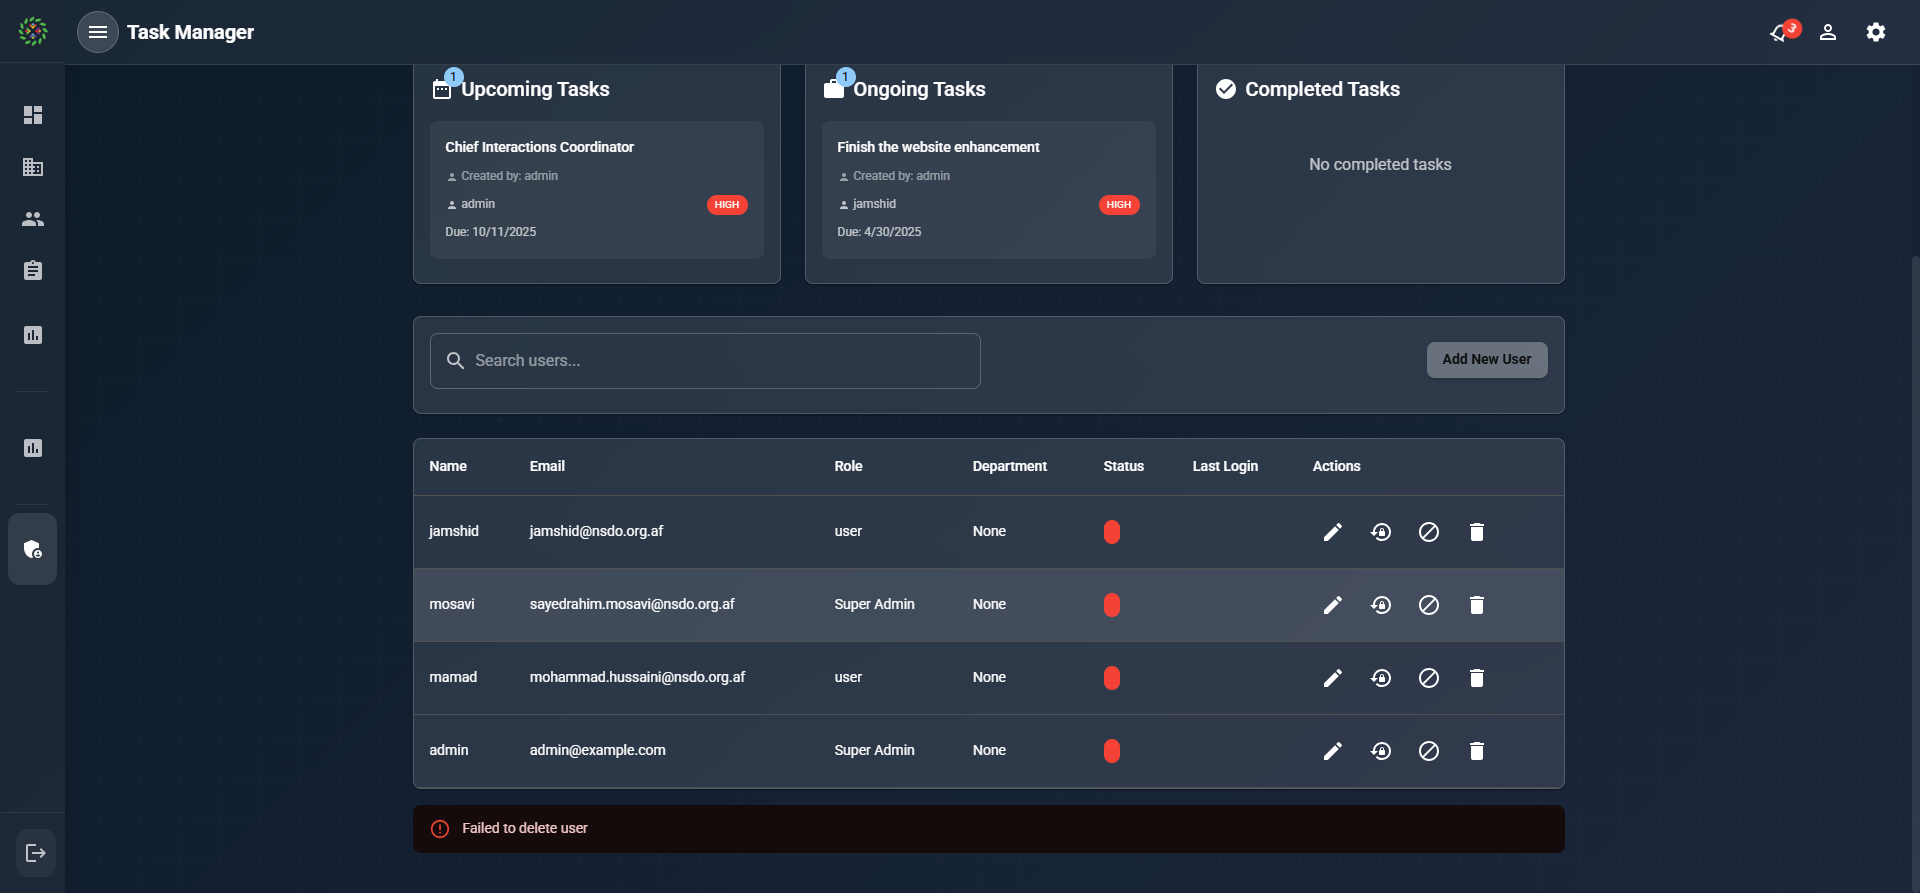 Task Manager
3
1
Upcoming Tasks
Chief Interactions Coordinator
Created by: admin
admin
HIGH
Due: 10/11/2025
1
Ongoing Tasks
Finish the website enhancement
Created by: admin
jamshid
HIGH
Due: 4/30/2025
Completed Tasks
No completed tasks
Search users...
Add New User
Name Email Role Department Status Last Login Actions
jamshid jamshid@nsdo.org.af user None
mosavi sayedrahim.mosavi@nsdo.org.af Super Admin None
mamad mohammad.hussaini@nsdo.org.af user None
admin admin@example.com Super Admin None
Failed to delete user